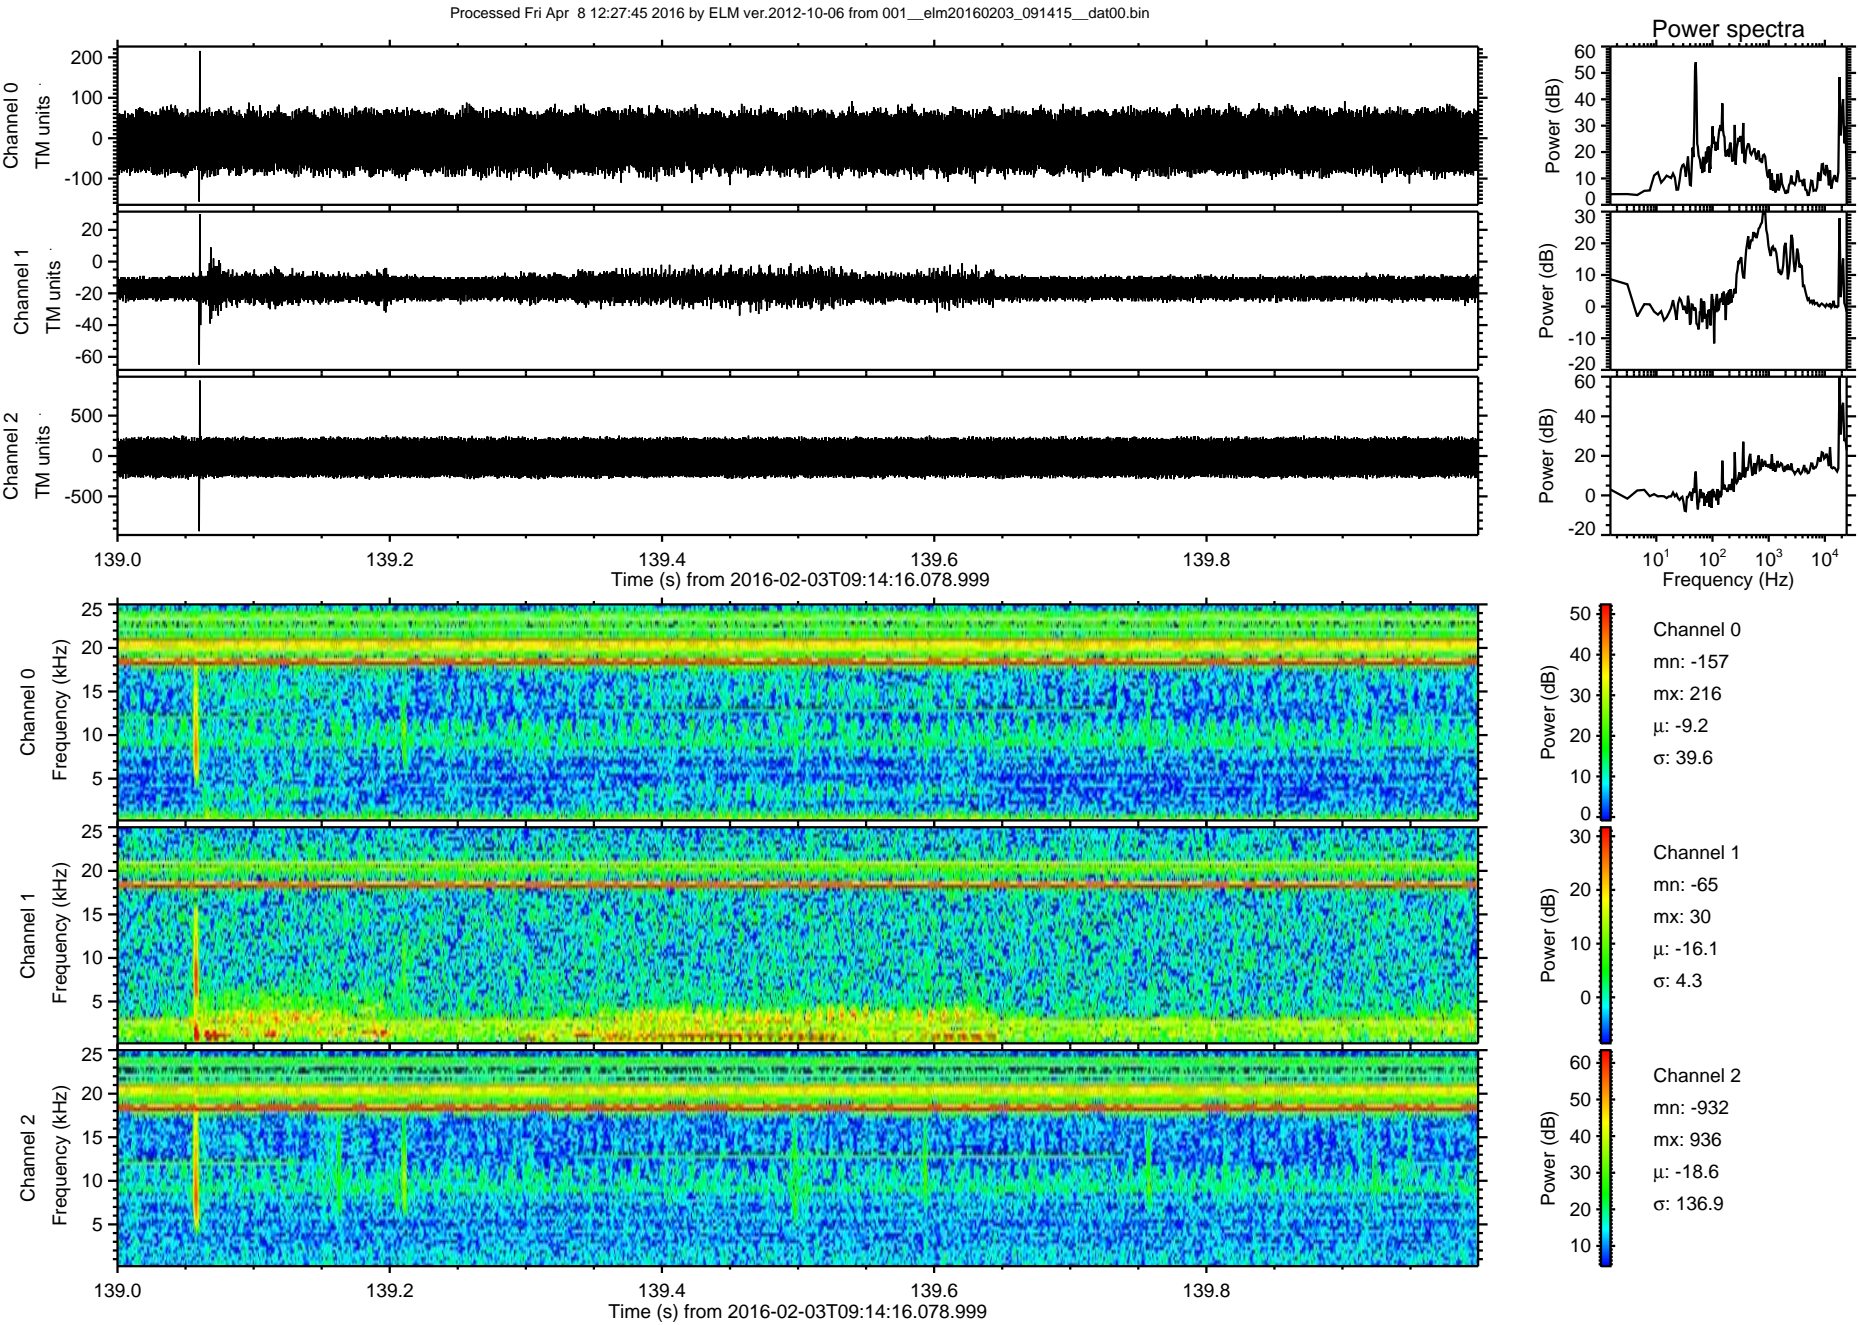 Processed Fri Apr 8 12:27:45 2016 by ELM ver.2012-10-06 from 001__elm20160203_091415__dat00.bin
Power spectra
Channel 0
TM units
200
100
0
-100
Power (dB)
60
50
40
30
20
10
0
Channel 1
TM units
20
0
-20
-40
-60
Power (dB)
30
20
10
0
-10
-20
Channel 2
TM units
500
0
-500
Power (dB)
60
40
20
0
-20
139.0 139.2 139.4 139.6 139.8
Time (s) from 2016-02-03T09:14:16.078.999
10¹ 10² 10³ 10⁴
Frequency (Hz)
Channel 0
Frequency (kHz)
25
20
15
10
5
Power (dB)
50
40
30
20
10
0
Channel 0
mn: -157
mx: 216
μ: -9.2
σ: 39.6
Channel 1
Frequency (kHz)
25
20
15
10
5
Power (dB)
30
20
10
0
Channel 1
mn: -65
mx: 30
μ: -16.1
σ: 4.3
Channel 2
Frequency (kHz)
25
20
15
10
5
Power (dB)
60
50
40
30
20
10
Channel 2
mn: -932
mx: 936
μ: -18.6
σ: 136.9
139.0 139.2 139.4 139.6 139.8
Time (s) from 2016-02-03T09:14:16.078.999